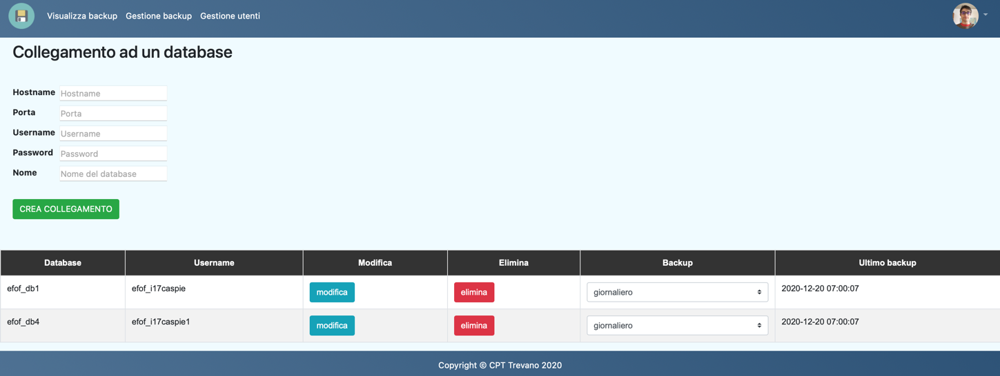 Visualizza backup Gestione backup Gestione utenti
Collegamento ad un database
Hostname Hostname
Porta Porta
Username Username
Password Password
Nome Nome del database
CREA COLLEGAMENTO
Database Username Modifica Elimina Backup Ultimo backup
efof_db1 efof_i17caspie modifica elimina giornaliero 2020-12-20 07:00:07
efof_db4 efof_i17caspie1 modifica elimina giornaliero 2020-12-20 07:00:07
Copyright © CPT Trevano 2020